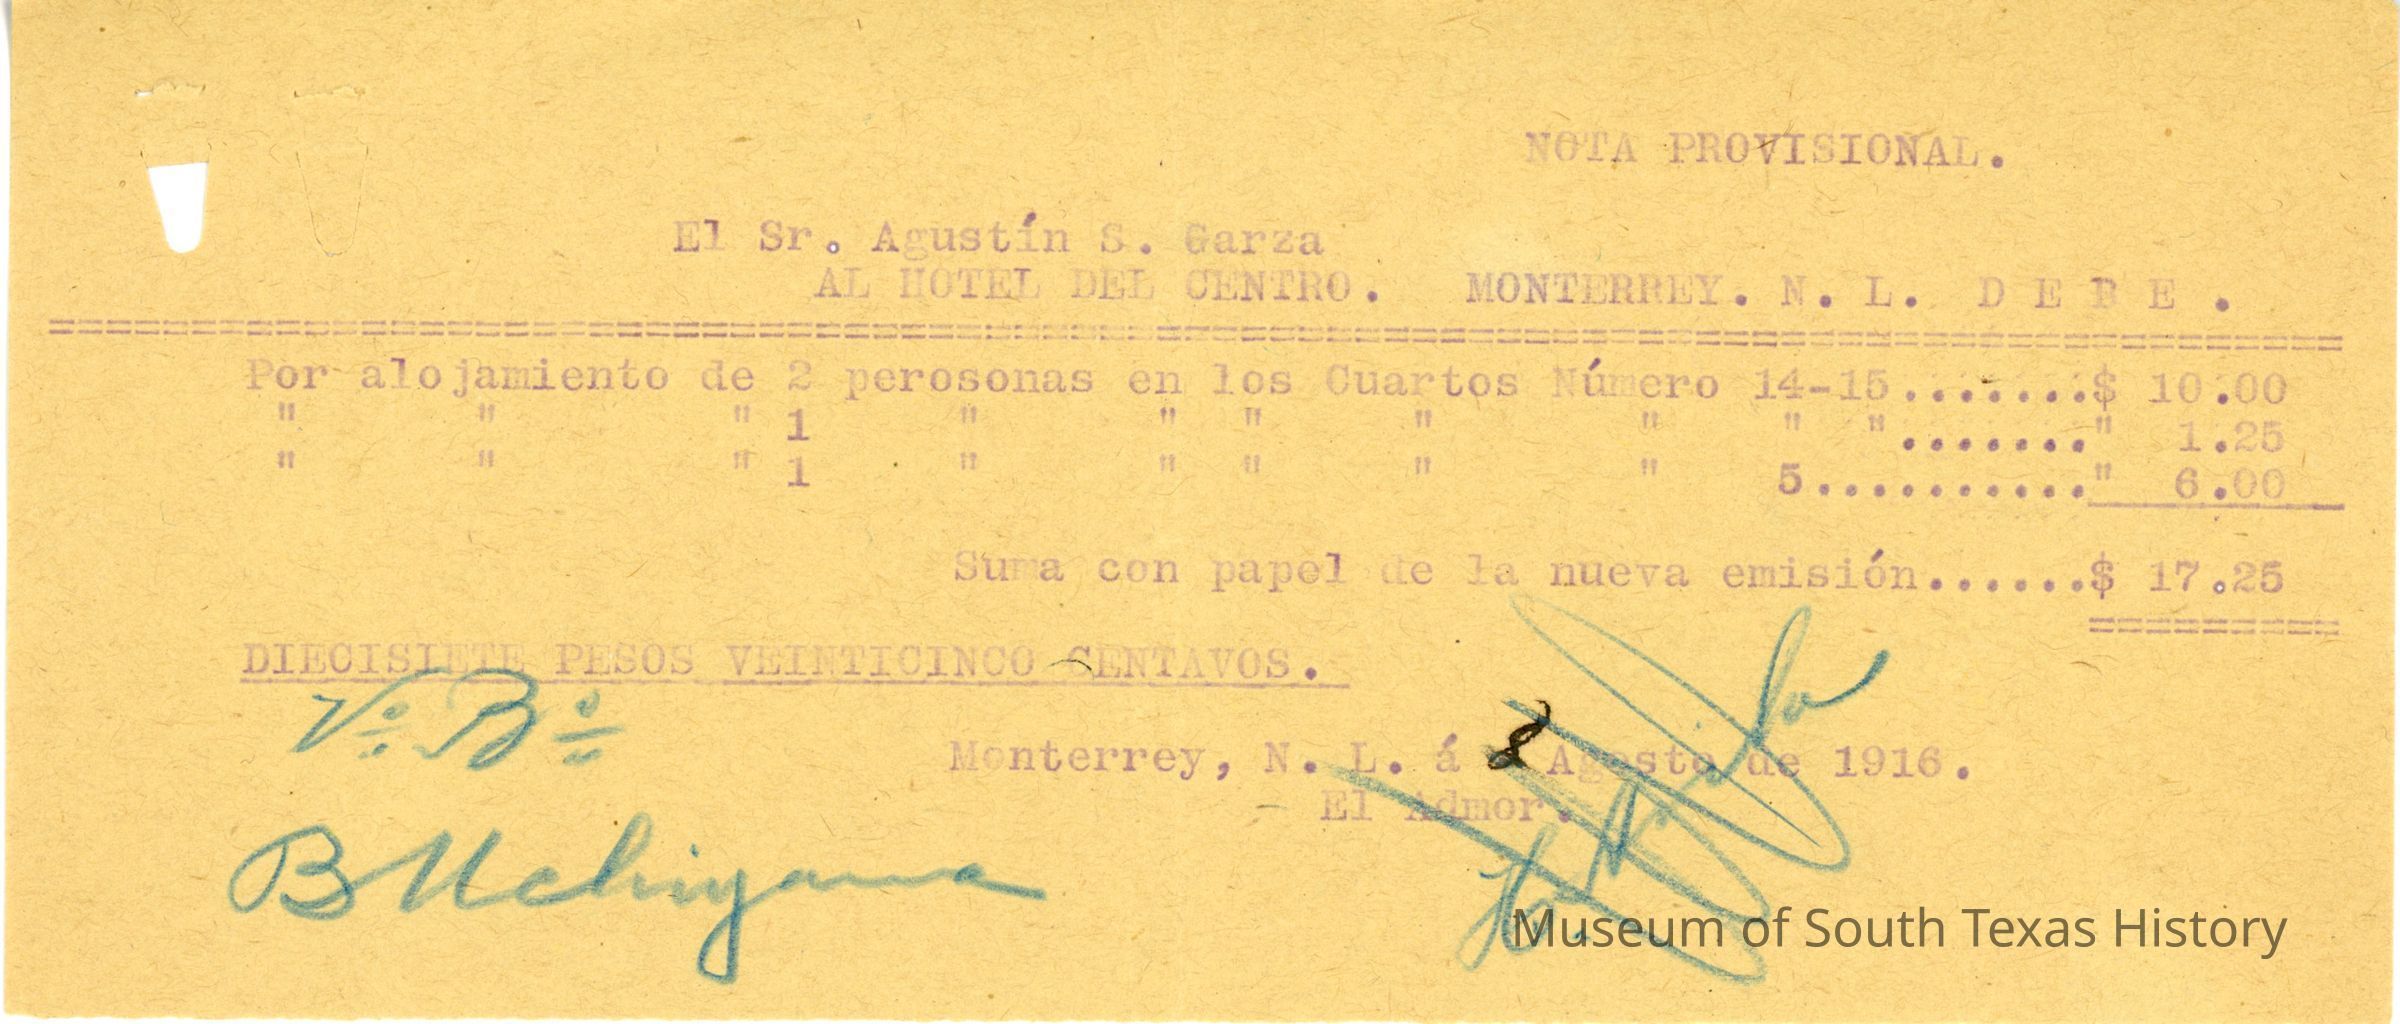 NOTA PROVISIONAL.
El Sr. Agustín S. Garza
AL HOTEL DEL CENTRO. MONTERREY. N. L. D E B E .
================================================================
Por alojamiento de 2 perosonas en los Cuartos Número 14-15.......$ 10.00
" " " 1 " " " " " " "......." 1.25
" " " 1 " " " " " 5..........." 6.00
Suma con papel de la nueva emisión......$ 17.25
=========
DIECISIETE PESOS VEINTICINCO CENTAVOS.
Vo Bo
Monterrey, N. L. á 8 Agosto de 1916.
El Admor.
B Uchiyama
Museum of South Texas History